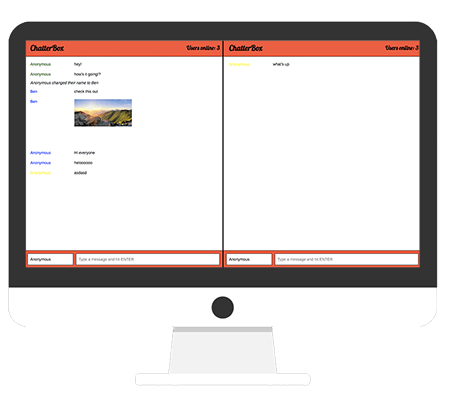 ChatterBox Users online: 3
Anonymous hey!
Anonymous how's it going!?
Anonymous changed their name to Ben
Ben check this out
Ben
Anonymous Hi everyone
Anonymous
Anonymous
Anonymous Type a message and hit ENTER
ChatterBox Users online: 3
Anonymous what's up
Anonymous Type a message and hit ENTER